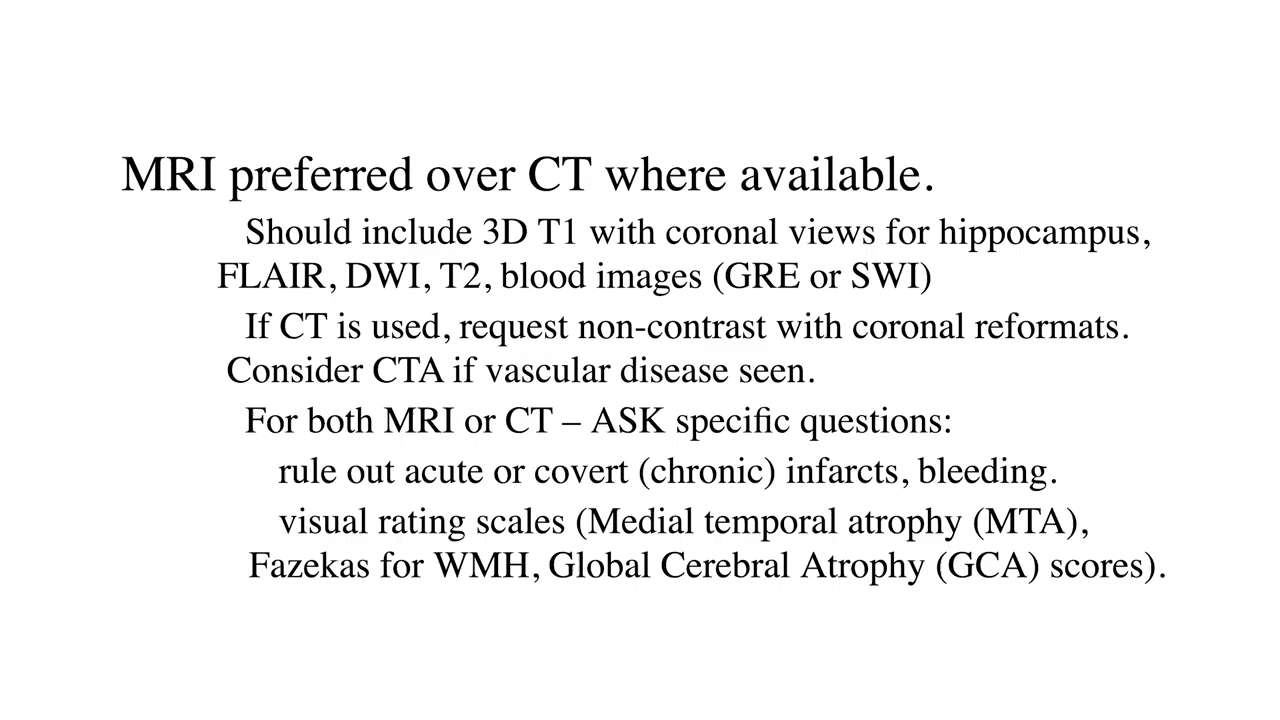 MRI preferred over CT where available.
Should include 3D T1 with coronal views for hippocampus,
FLAIR, DWI, T2, blood images (GRE or SWI)
If CT is used, request non-contrast with coronal reformats.
Consider CTA if vascular disease seen.
For both MRI or CT – ASK specific questions:
rule out acute or covert (chronic) infarcts, bleeding.
visual rating scales (Medial temporal atrophy (MTA),
Fazekas for WMH, Global Cerebral Atrophy (GCA) scores).